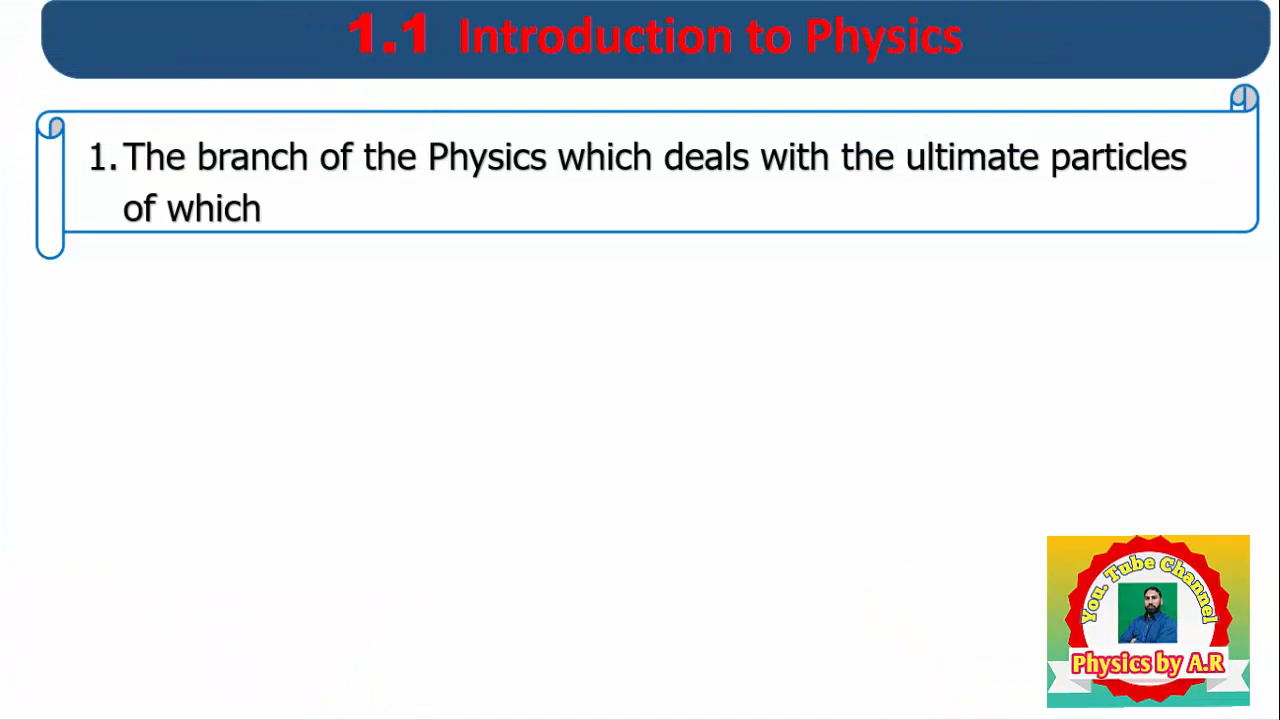 1.1 Introduction to Physics
1. The branch of the Physics which deals with the ultimate particles
of which
You Tube Channel
Physics by A.R